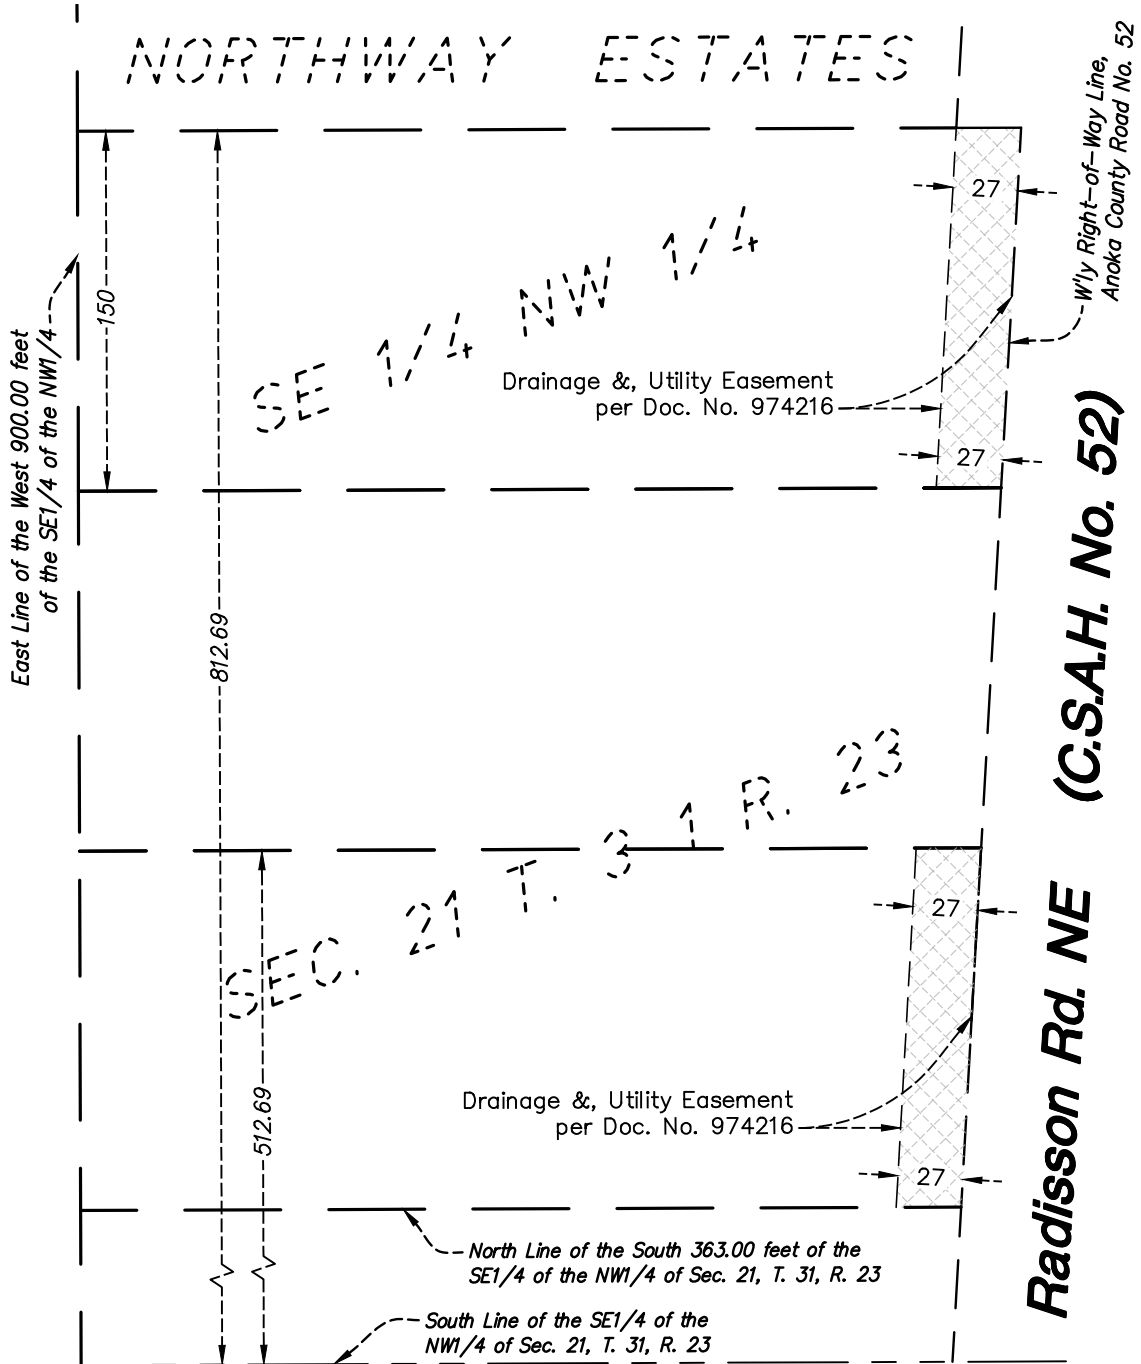 NORTHWAY ESTATES
W'ly Right-of-Way Line,
Anoka County Road No. 52
27
150
SE 1/4 NW 1/4
East Line of the West 900.00 feet
of the SE1/4 of the NW1/4
Drainage &, Utility Easement
per Doc. No. 974216
27
812.69
Radisson Rd. NE (C.S.A.H. No. 52)
SEC. 21 T. 31 R. 23
27
512.69
Drainage &, Utility Easement
per Doc. No. 974216
27
North Line of the South 363.00 feet of the
SE1/4 of the NW1/4 of Sec. 21, T. 31, R. 23
South Line of the SE1/4 of the
NW1/4 of Sec. 21, T. 31, R. 23